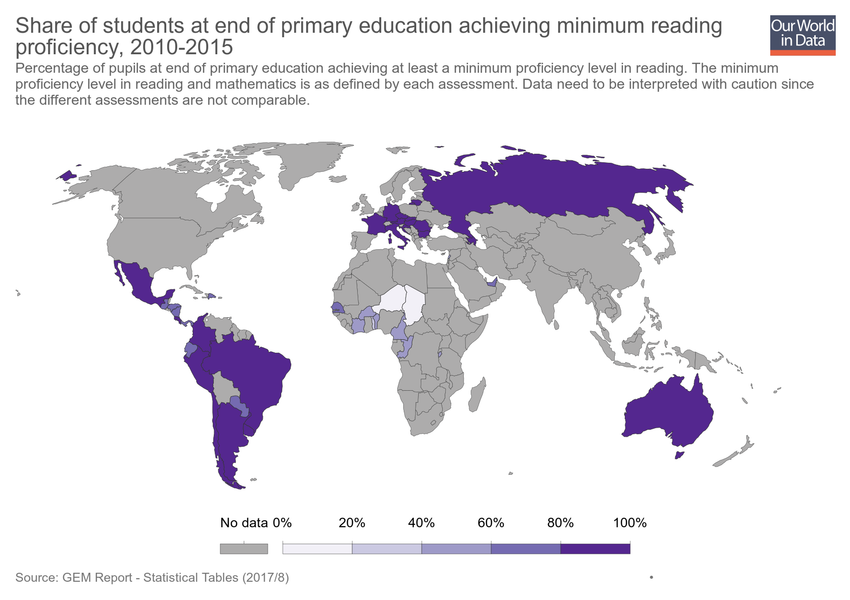 Share of students at end of primary education achieving minimum reading
proficiency, 2010-2015
Our World
in Data
Percentage of pupils at end of primary education achieving at least a minimum proficiency level in reading. The minimum
proficiency level in reading and mathematics is as defined by each assessment. Data need to be interpreted with caution since
the different assessments are not comparable.
No data 0% 20% 40% 60% 80% 100%
Source: GEM Report - Statistical Tables (2017/8)